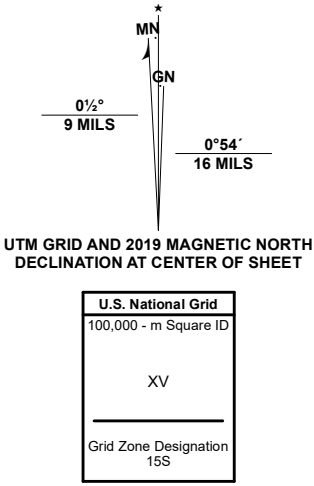 MN
GN
0½°
9 MILS
0°54´
16 MILS
UTM GRID AND 2019 MAGNETIC NORTH
DECLINATION AT CENTER OF SHEET
U.S. National Grid
100,000 - m Square ID
XV
Grid Zone Designation
15S